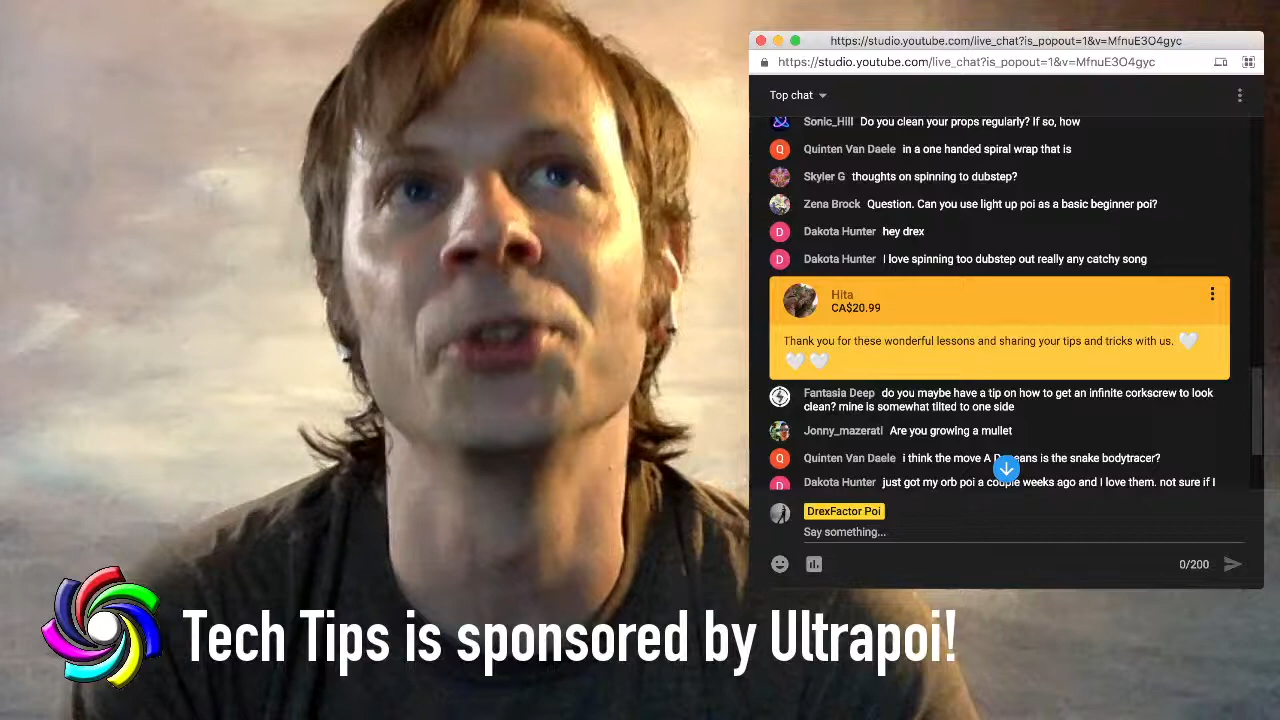 https://studio.youtube.com/live_chat?is_popout=1&v=MfnuE3O4gyc
https://studio.youtube.com/live_chat?is_popout=1&v=MfnuE3O4gyc
Top chat
Sonic_Hill Do you clean your props regularly? If so, how
Quinten Van Daele in a one handed spiral wrap that is
Skyler G thoughts on spinning to dubstep?
Zena Brock Question. Can you use light up poi as a basic beginner poi?
Dakota Hunter hey drex
Dakota Hunter I love spinning too dubstep out really any catchy song
Hita
CA$20.99
Thank you for these wonderful lessons and sharing your tips and tricks with us.
Fantasia Deep do you maybe have a tip on how to get an infinite corkscrew to look
clean? mine is somewhat tilted to one side
Jonny_mazerati Are you growing a mullet
Quinten Van Daele i think the move A is the snake bodytracer?
Dakota Hunter just got my orb poi a couple weeks ago and I love them. not sure if I
DrexFactor Poi
Say something...
0/200
Tech Tips is sponsored by Ultrapoi!